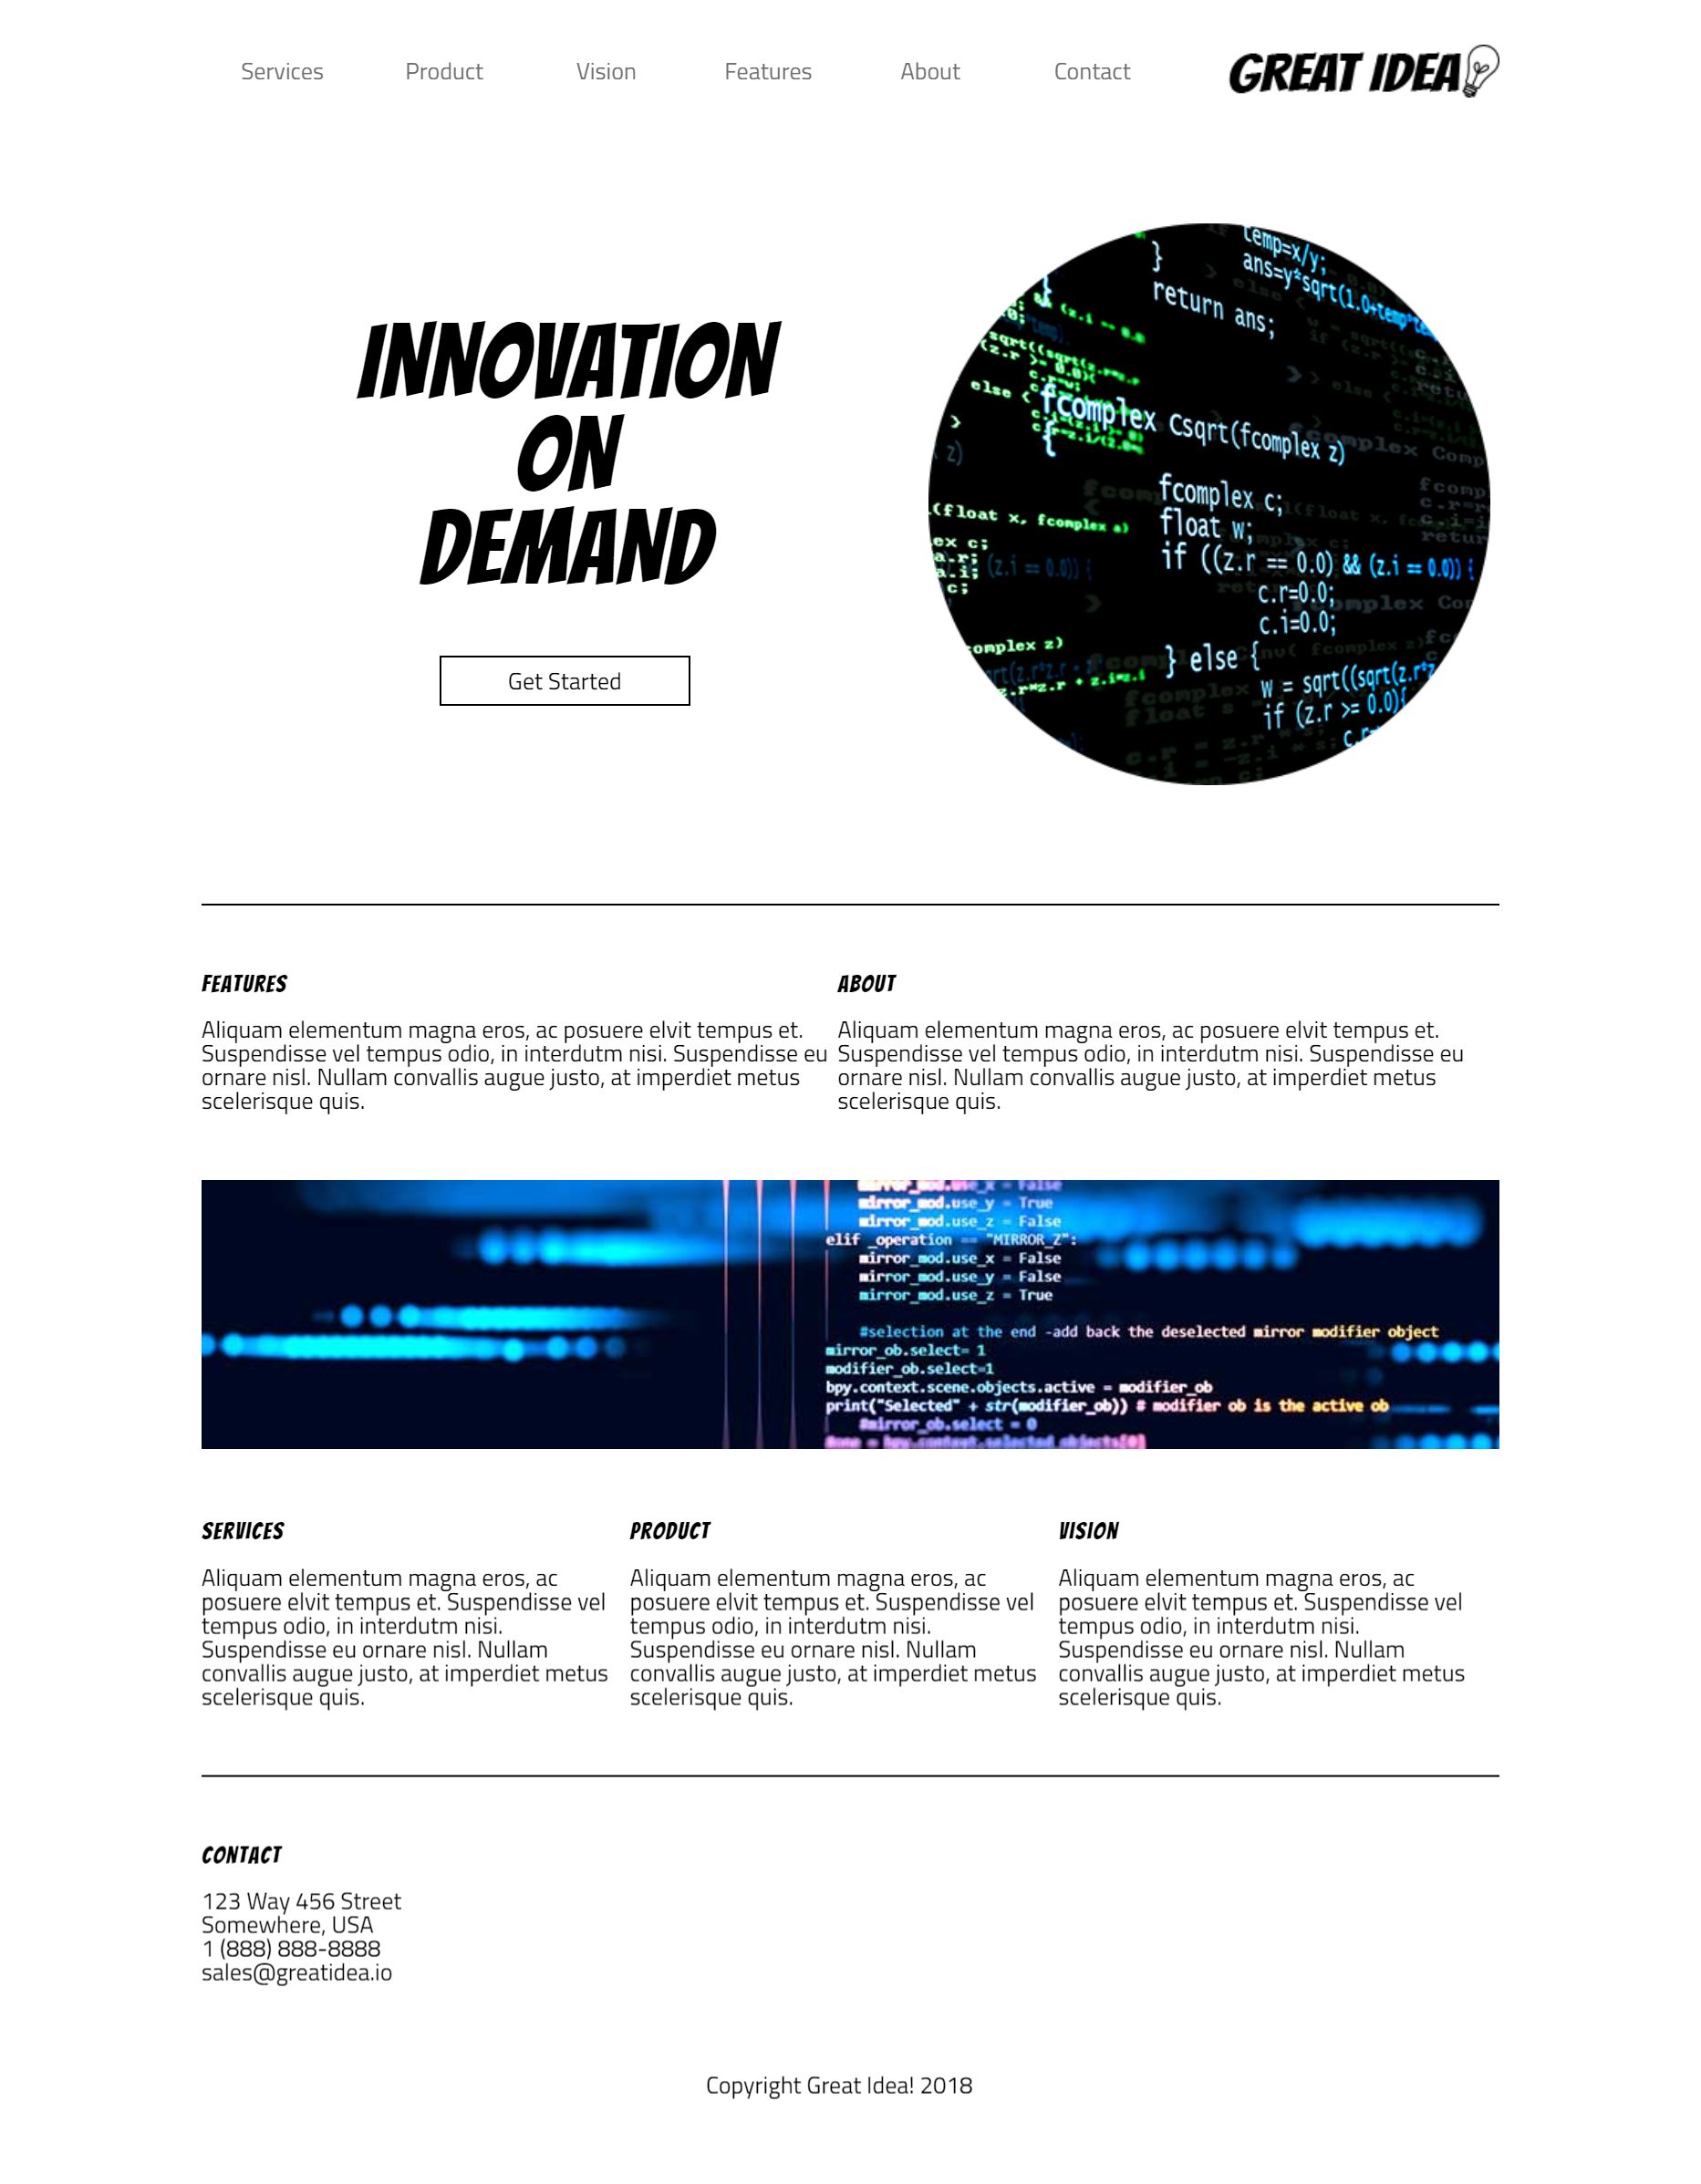 Services Product Vision Features About Contact GREAT IDEA
INNOVATION
ON
DEMAND
Get Started
temp=x/y;
}
return ans;
fcomplex Csqrt(fcomplex z)
{
fcomplex c;
float w;
if ((z.r == 0.0) && (z.i == 0.0)) {
c.r=0.0;
c.i=0.0;
} else {
if (z.r >= 0.0){
FEATURES
Aliquam elementum magna eros, ac posuere elvit tempus et.
Suspendisse vel tempus odio, in interdutm nisi. Suspendisse eu
ornare nisl. Nullam convallis augue justo, at imperdiet metus
scelerisque quis.
ABOUT
Aliquam elementum magna eros, ac posuere elvit tempus et.
Suspendisse vel tempus odio, in interdutm nisi. Suspendisse eu
ornare nisl. Nullam convallis augue justo, at imperdiet metus
scelerisque quis.
mirror_mod.use_x = False
mirror_mod.use_y = True
mirror_mod.use_z = False
elif _operation == "MIRROR_Z":
mirror_mod.use_x = False
mirror_mod.use_y = False
mirror_mod.use_z = True
#selection at the end -add back the deselected mirror modifier object
mirror_ob.select= 1
modifier_ob.select=1
bpy.context.scene.objects.active = modifier_ob
print("Selected" + str(modifier_ob)) # modifier ob is the active ob
#mirror_ob.select = 0
SERVICES
Aliquam elementum magna eros, ac
posuere elvit tempus et. Suspendisse vel
tempus odio, in interdutm nisi.
Suspendisse eu ornare nisl. Nullam
convallis augue justo, at imperdiet metus
scelerisque quis.
PRODUCT
Aliquam elementum magna eros, ac
posuere elvit tempus et. Suspendisse vel
tempus odio, in interdutm nisi.
Suspendisse eu ornare nisl. Nullam
convallis augue justo, at imperdiet metus
scelerisque quis.
VISION
Aliquam elementum magna eros, ac
posuere elvit tempus et. Suspendisse vel
tempus odio, in interdutm nisi.
Suspendisse eu ornare nisl. Nullam
convallis augue justo, at imperdiet metus
scelerisque quis.
CONTACT
123 Way 456 Street
Somewhere, USA
1 (888) 888-8888
sales@greatidea.io
Copyright Great Idea! 2018